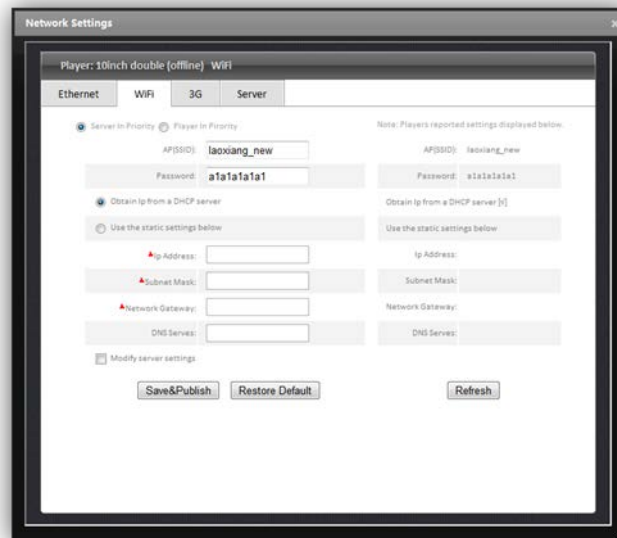 Network Settings
Player: 10inch double (offline) WiFi
Ethernet WiFi 3G Server
Server In Priority Player In Pirority
Note: Players reported settings displayed below.
AP(SSID): laoxiang_new
AP(SSID): laoxiang_new
Password: a1a1a1a1a1
Password: a1a1a1a1a1
Obtain Ip from a DHCP server
Obtain Ip from a DHCP server [√]
Use the static settings below
Use the static settings below
Ip Address:
Ip Address:
Subnet Mask:
Subnet Mask:
Network Gateway:
Network Gateway:
DNS Serves:
DNS Serves:
Modify server settings
Save&Publish Restore Default Refresh